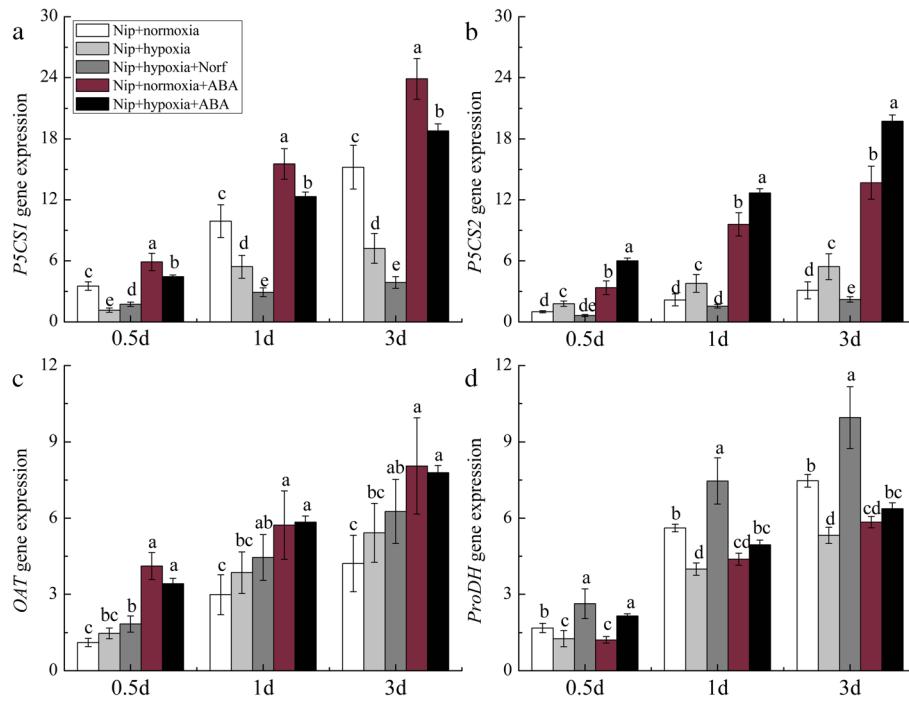 a
Nip+normoxia
Nip+hypoxia
Nip+hypoxia+Norf
Nip+normoxia+ABA
Nip+hypoxia+ABA
P5CS1 gene expression
30
24
18
12
6
0
c e d a b
c d e a b
c d e a b
0.5d 1d 3d
b
P5CS2 gene expression
30
24
18
12
6
0
d c de b a
d c d b a
d c d b a
0.5d 1d 3d
c
OAT gene expression
12
9
6
3
0
c bc b a a
c bc ab a a
c bc ab a a
0.5d 1d 3d
d
ProDH gene expression
12
9
6
3
0
b c a c a
b d a cd bc
b d a cd bc
0.5d 1d 3d